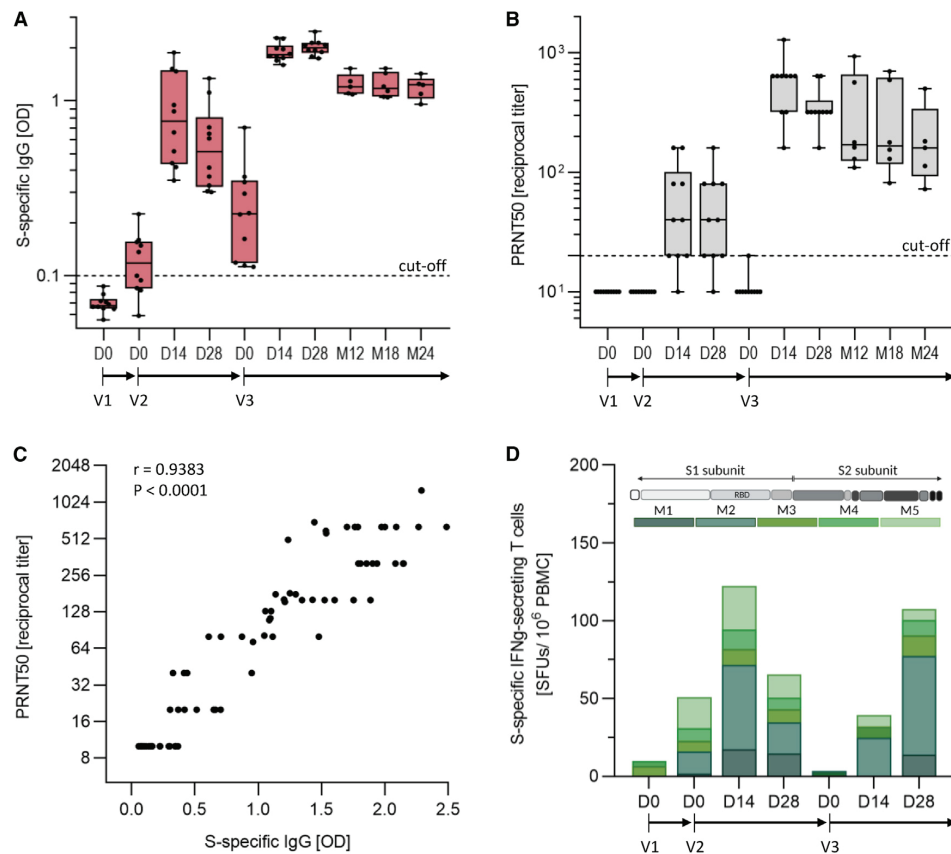 A
S-specific IgG [OD]
1
0.1
cut-off
D0 D0 D14 D28 D0 D14 D28 M12 M18 M24
V1 V2 V3
B
PRNT50 [reciprocal titer]
10³
10²
10¹
cut-off
D0 D0 D14 D28 D0 D14 D28 M12 M18 M24
V1 V2 V3
C
r = 0.9383
P < 0.0001
PRNT50 [reciprocal titer]
2048
1024
512
256
128
64
32
16
8
0.0 0.5 1.0 1.5 2.0 2.5
S-specific IgG [OD]
D
S-specific IFNg-secreting T cells
[SFUs/ 10⁶ PBMC]
200
150
100
50
0
S1 subunit S2 subunit
RBD
M1 M2 M3 M4 M5
D0 D0 D14 D28 D0 D14 D28
V1 V2 V3